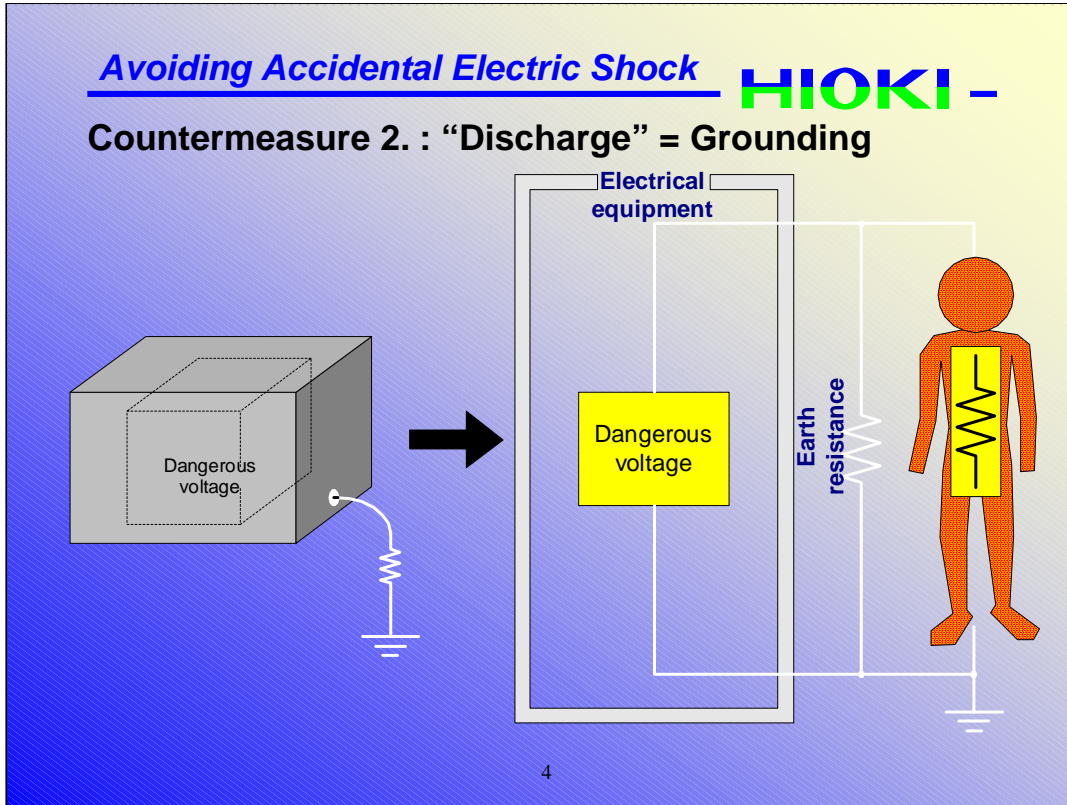 Avoiding Accidental Electric Shock
HIOKI
Countermeasure 2. : “Discharge” = Grounding
Electrical
equipment
Dangerous
voltage
Dangerous
voltage
Earth
resistance
4